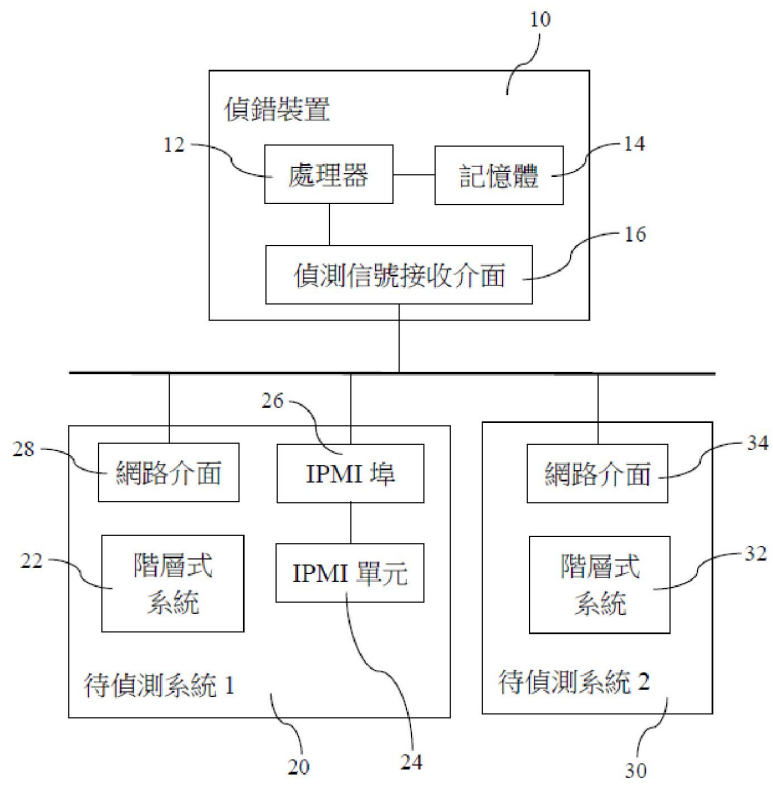 10
偵錯裝置
12
處理器
記憶體
14
16
偵測信號接收介面
26
28
網路介面
IPMI 埠
網路介面
34
22
階層式
系統
IPMI 單元
階層式
系統
32
待偵測系統 1
待偵測系統 2
20
24
30